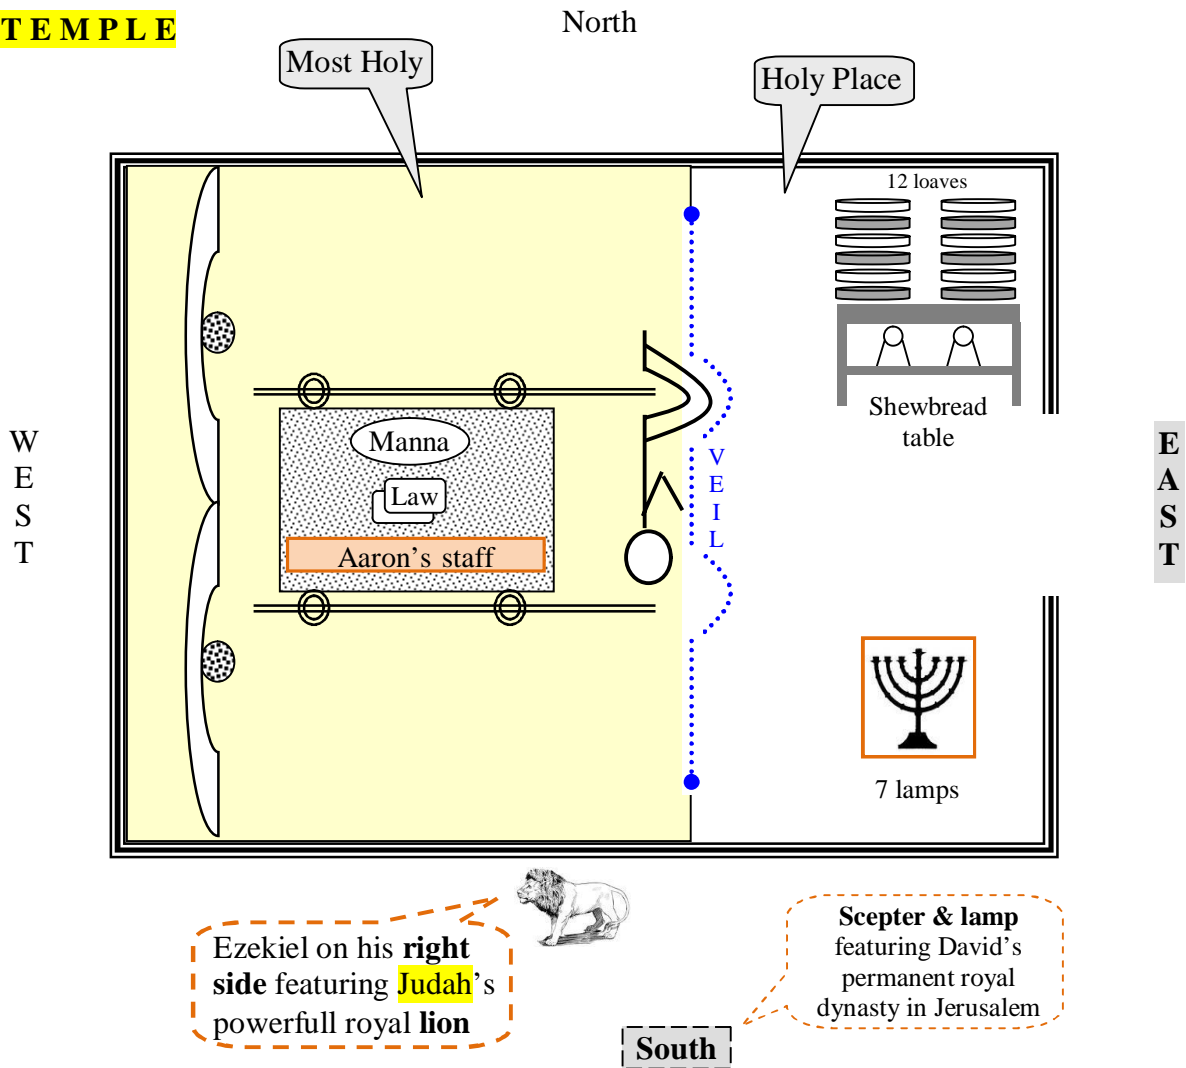 T E M P L E
North
Most Holy
Holy Place
12 loaves
Shewbread
table
Manna
Law
Aaron's staff
V
E
I
L
W
E
S
T
E
A
S
T
7 lamps
Ezekiel on his right
side featuring Judah's
powerfull royal lion
Scepter & lamp
featuring David's
permanent royal
dynasty in Jerusalem
South